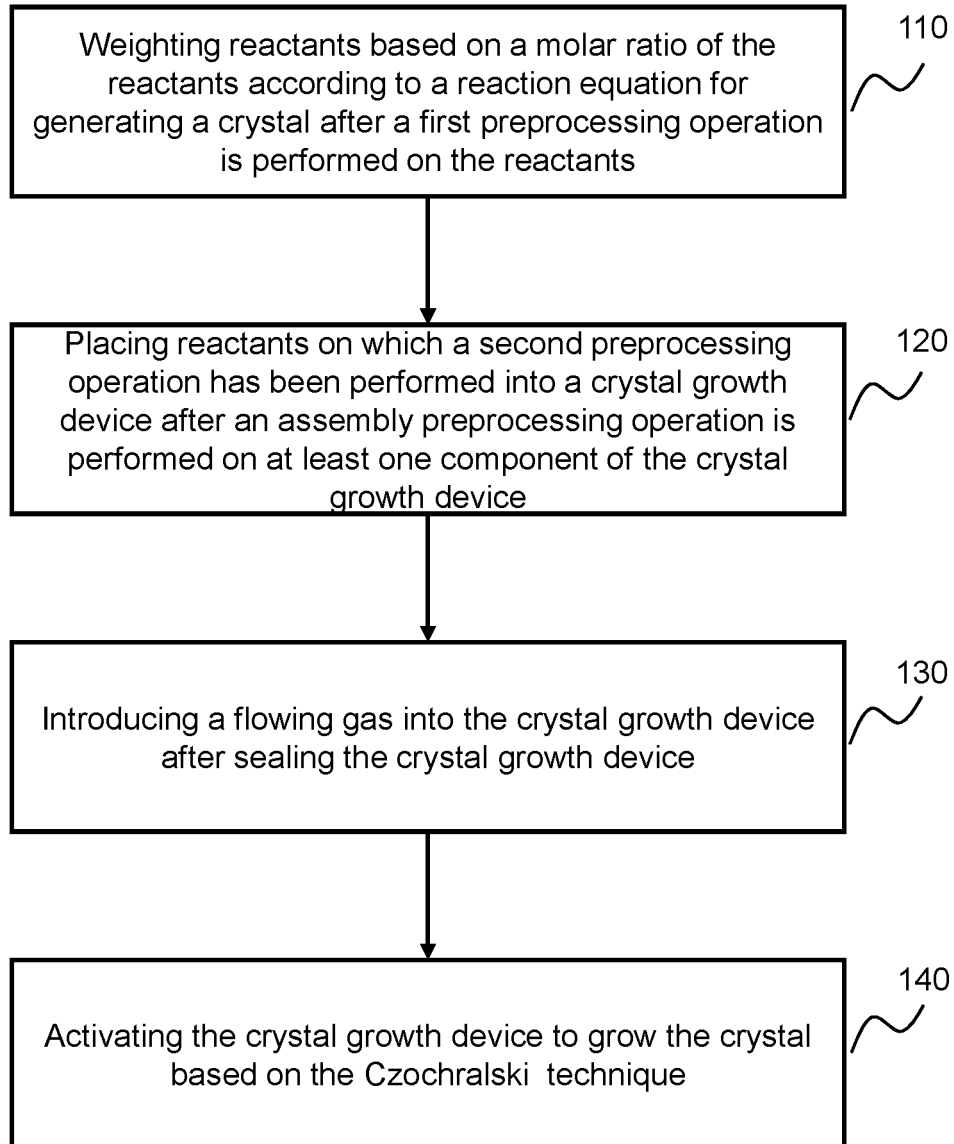 110
Weighting reactants based on a molar ratio of the
reactants according to a reaction equation for
generating a crystal after a first preprocessing operation
is performed on the reactants
120
Placing reactants on which a second preprocessing
operation has been performed into a crystal growth
device after an assembly preprocessing operation is
performed on at least one component of the crystal
growth device
130
Introducing a flowing gas into the crystal growth device
after sealing the crystal growth device
140
Activating the crystal growth device to grow the crystal
based on the Czochralski technique